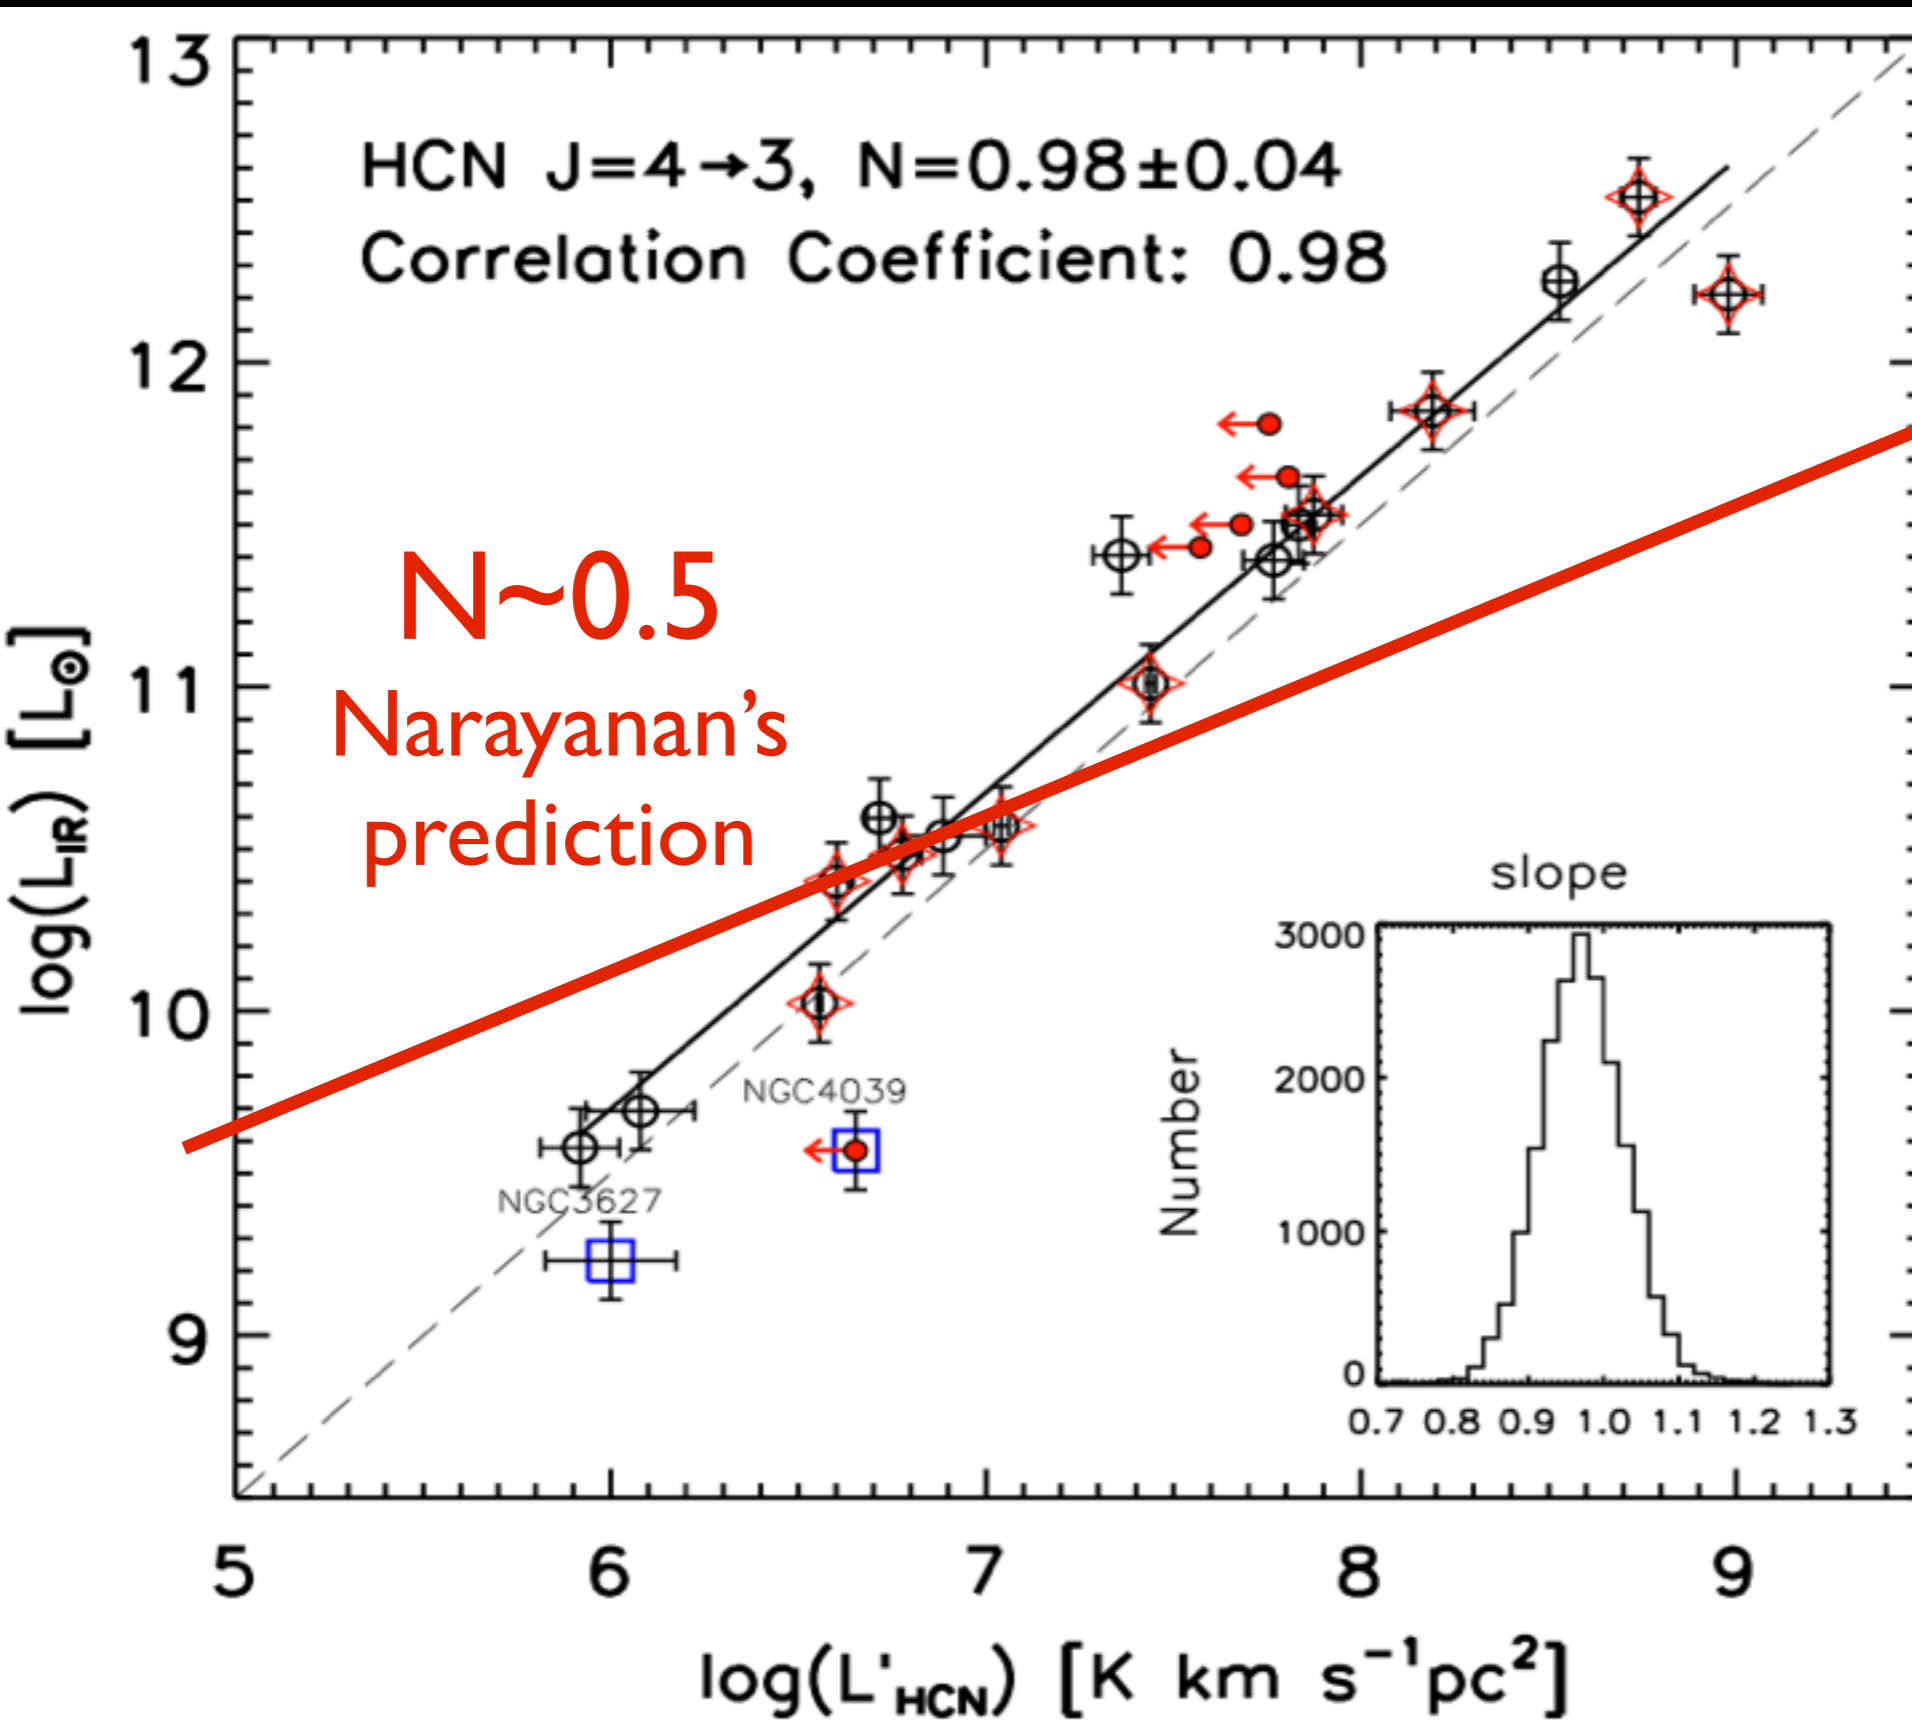 HCN J=4→3, N=0.98±0.04
Correlation Coefficient: 0.98
N~0.5
Narayanan's
prediction
NGC4039
NGC3627
log(L_IR) [L⊙]
13
12
11
10
9
5 6 7 8 9
log(L'_HCN) [K km s⁻¹pc²]
slope
Number
3000
2000
1000
0
0.7 0.8 0.9 1.0 1.1 1.2 1.3